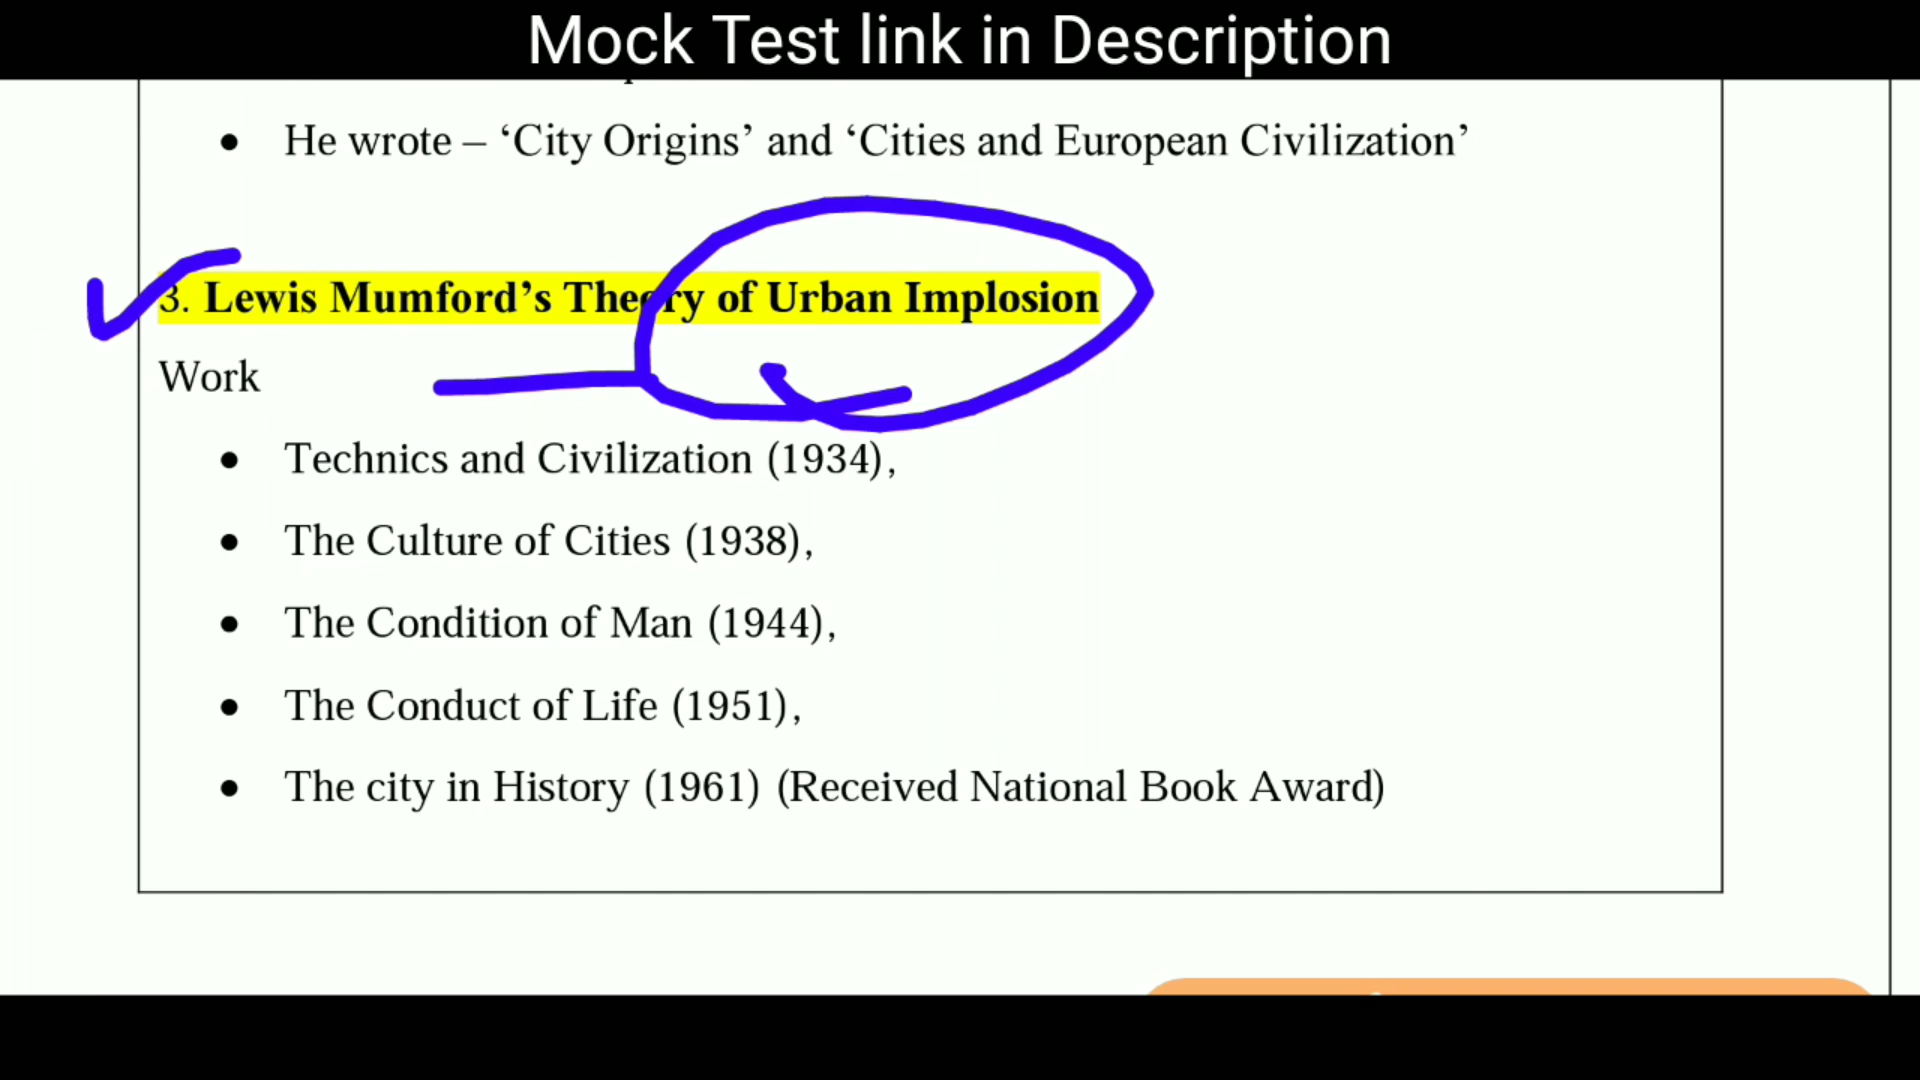 Mock Test link in Description
• He wrote – ‘City Origins’ and ‘Cities and European Civilization’
3. Lewis Mumford’s Theory of Urban Implosion
Work
• Technics and Civilization (1934),
• The Culture of Cities (1938),
• The Condition of Man (1944),
• The Conduct of Life (1951),
• The city in History (1961) (Received National Book Award)